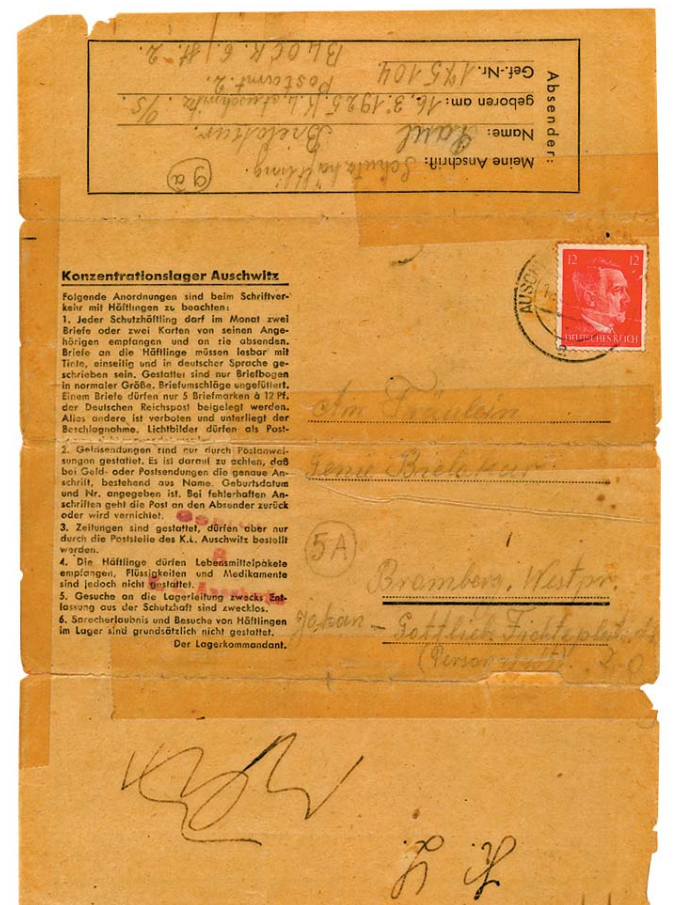 Absender:
Meine Anschrift: Schutzhäftling.
9a
Name:
geboren am: 16,3.1925. K.L. Auschwitz. O/S.
Gef.-Nr. 175104 Postamt.2.
BLOCK. 6, St. 2.
Konzentrationslager Auschwitz
Folgende Anordnungen sind beim Schriftver-
kehr mit Häftlingen zu beachten:
1. Jeder Schutzhäftling darf im Monat zwei
Briefe oder zwei Karten von seinen Ange-
hörigen empfangen und an sie absenden.
Briefe an die Häftlinge müssen lesbar mit
Tinte, einseitig und in deutscher Sprache ge-
schrieben sein. Gestattet sind nur Briefbogen
in normaler Größe. Briefumschläge ungefüttert.
Einem Briefe dürfen nur 5 Briefmarken à 12 Pf.
der Deutschen Reichspost beigelegt werden.
Alles andere ist verboten und unterliegt der
Beschlagnahme. Lichtbilder dürfen als Post-
2. Geldsendungen sind nur durch Postanwei-
sungen gestattet. Es ist darauf zu achten, daß
bei Geld- oder Postsendungen die genaue An-
schrift, bestehend aus Name, Geburtsdatum
und Nr. angegeben ist. Bei fehlerhaften An-
schriften geht die Post an den Absender zurück
oder wird vernichtet.
3. Zeitungen sind gestattet, dürfen aber nur
durch die Poststelle des K.L. Auschwitz bestellt
werden.
4. Die Häftlinge dürfen Lebensmittelpakete
empfangen, Flüssigkeiten und Medikamente
sind jedoch nicht gestattet.
5. Gesuche an die Lagerleitung zwecks Ent-
lassung aus der Schutzhaft sind zwecklos.
6. Sprecherlaubnis und Besuche von Häftlingen
im Lager sind grundsätzlich nicht gestattet.
Der Lagerkommandant.
12 12
DEUTSCHES REICH
Fräulein
5A
Bromberg, Westpr.
Gottlieb